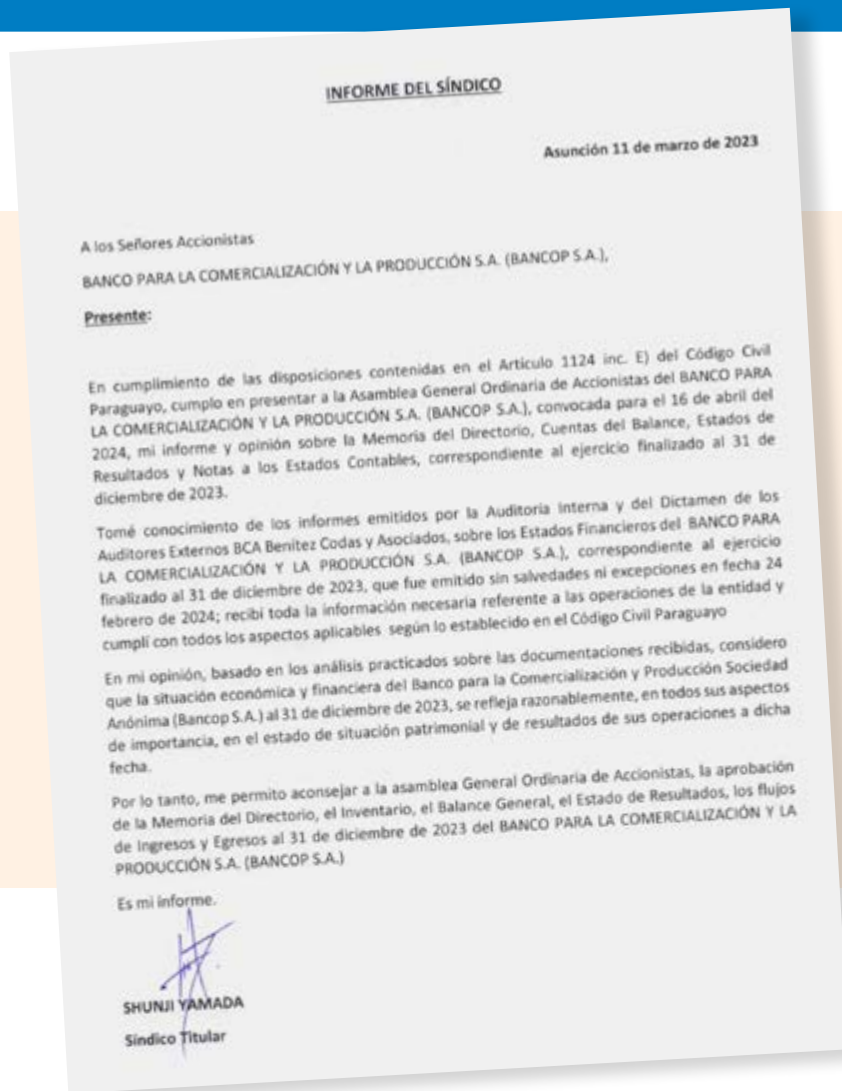 INFORME DEL SÍNDICO
Asunción 11 de marzo de 2023
A los Señores Accionistas
BANCO PARA LA COMERCIALIZACIÓN Y LA PRODUCCIÓN S.A. (BANCOP S.A.),
Presente:
En cumplimiento de las disposiciones contenidas en el Artículo 1124 inc. E) del Código Civil
Paraguayo, cumplo en presentar a la Asamblea General Ordinaria de Accionistas del BANCO PARA
LA COMERCIALIZACIÓN Y LA PRODUCCIÓN S.A. (BANCOP S.A.), convocada para el 16 de abril del
2024, mi informe y opinión sobre la Memoria del Directorio, Cuentas del Balance, Estados de
Resultados y Notas a los Estados Contables, correspondiente al ejercicio finalizado al 31 de
diciembre de 2023.
Tomé conocimiento de los informes emitidos por la Auditoría Interna y del Dictamen de los
Auditores Externos BCA Benítez Codas y Asociados, sobre los Estados Financieros del BANCO PARA
LA COMERCIALIZACIÓN Y LA PRODUCCIÓN S.A. (BANCOP S.A.), correspondiente al ejercicio
finalizado al 31 de diciembre de 2023, que fue emitido sin salvedades ni excepciones en fecha 24
febrero de 2024; recibí toda la información necesaria referente a las operaciones de la entidad y
cumplí con todos los aspectos aplicables según lo establecido en el Código Civil Paraguayo
En mi opinión, basado en los análisis practicados sobre las documentaciones recibidas, considero
que la situación económica y financiera del Banco para la Comercialización y Producción Sociedad
Anónima (Bancop S.A.) al 31 de diciembre de 2023, se refleja razonablemente, en todos sus aspectos
de importancia, en el estado de situación patrimonial y de resultados de sus operaciones a dicha
fecha.
Por lo tanto, me permito aconsejar a la asamblea General Ordinaria de Accionistas, la aprobación
de la Memoria del Directorio, el Inventario, el Balance General, el Estado de Resultados, los flujos
de Ingresos y Egresos al 31 de diciembre de 2023 del BANCO PARA LA COMERCIALIZACIÓN Y LA
PRODUCCIÓN S.A. (BANCOP S.A.)
Es mi informe.
SHUNJI YAMADA
Síndico Titular